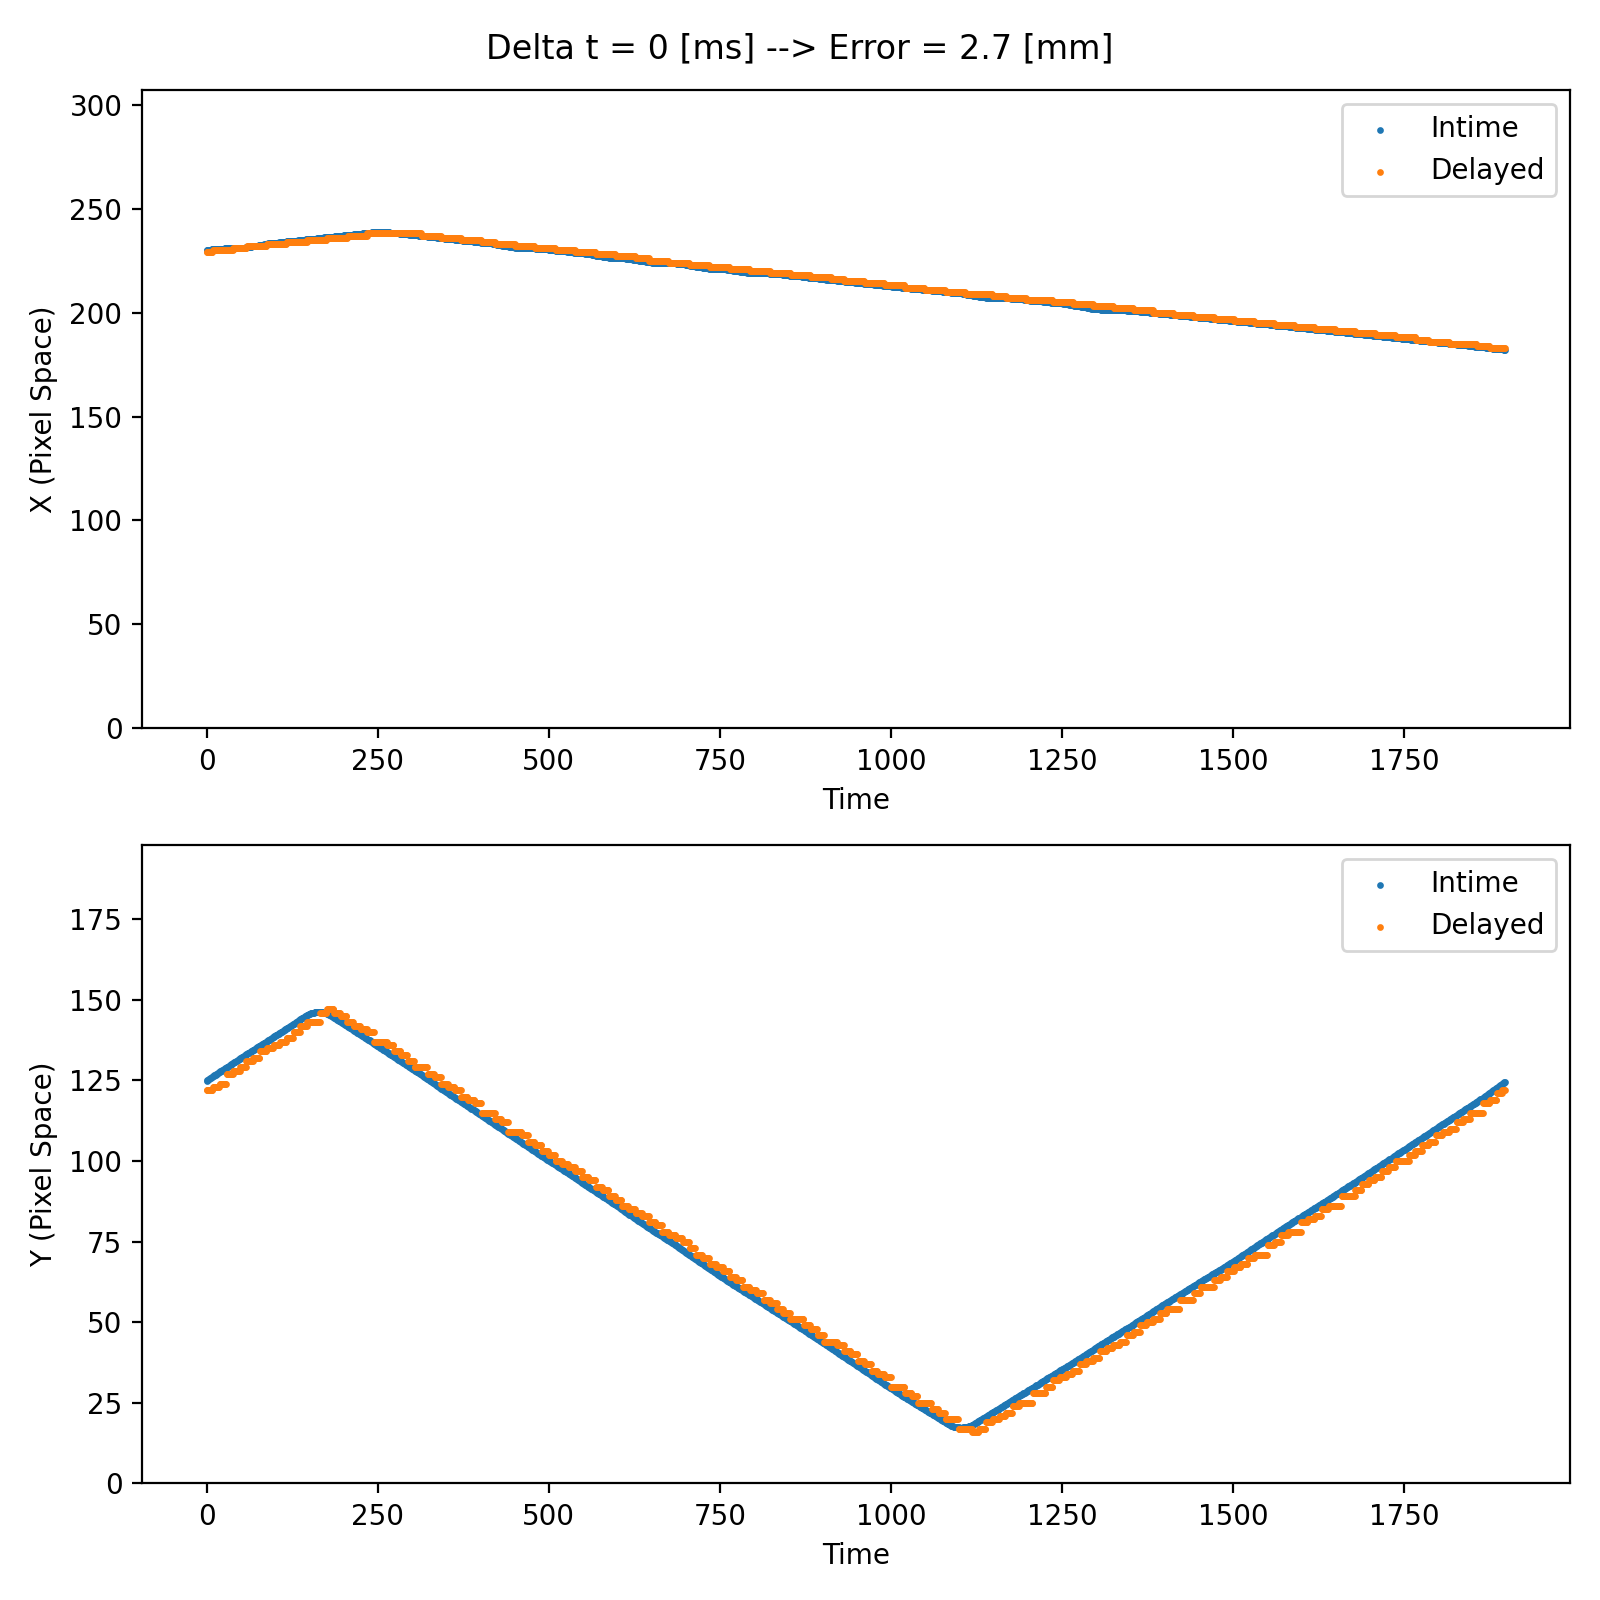 Delta t = 0 [ms] --> Error = 2.7 [mm]
300
250
200
150
100
50
0
X (Pixel Space)
Intime
Delayed
0 250 500 750 1000 1250 1500 1750
Time
175
150
125
100
75
50
25
0
Y (Pixel Space)
Intime
Delayed
0 250 500 750 1000 1250 1500 1750
Time